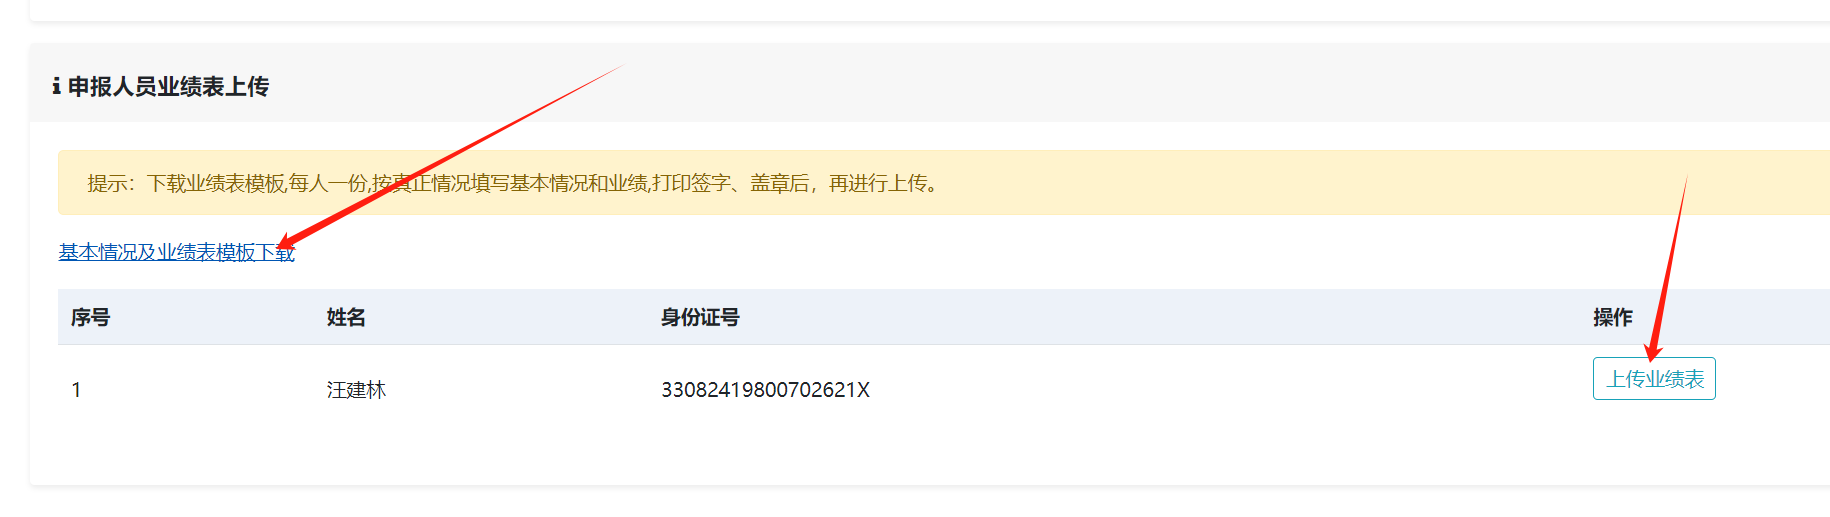 申报人员业绩表上传
提示：下载业绩表模板,每人一份,按真正情况填写基本情况和业绩,打印签字、盖章后，再进行上传。
基本情况及业绩表模板下载
序号 姓名 身份证号 操作
1 汪建林 33082419800702621X 上传业绩表